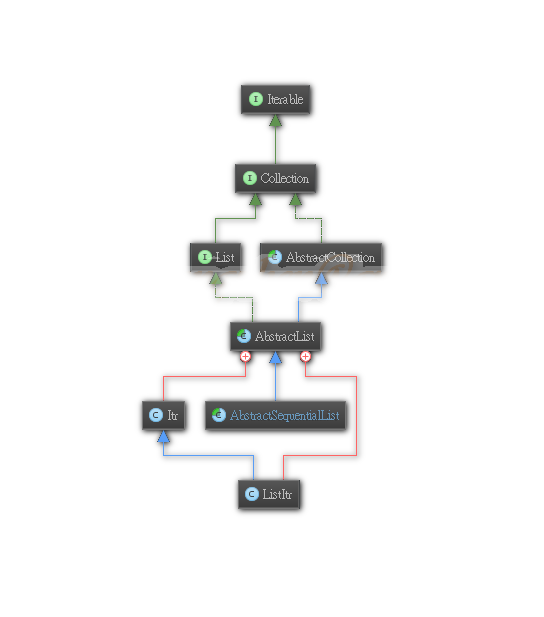 I Iterable
I Collection
I List
C AbstractCollection
C AbstractList
C Itr
C AbstractSequentialList
C ListItr